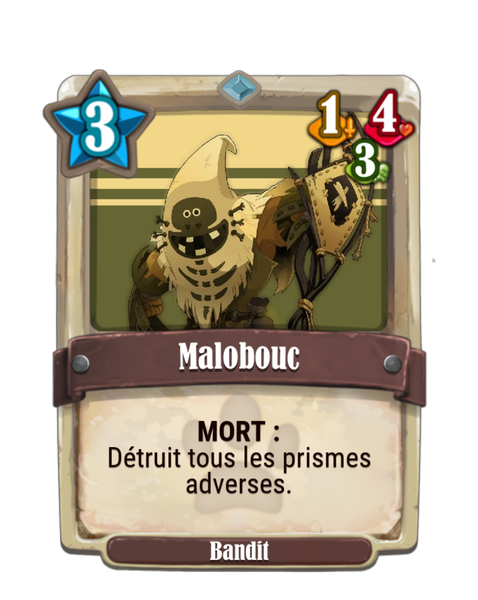 3
1
4
3
Malobouc
MORT :
Détruit tous les prismes
adverses.
Bandit